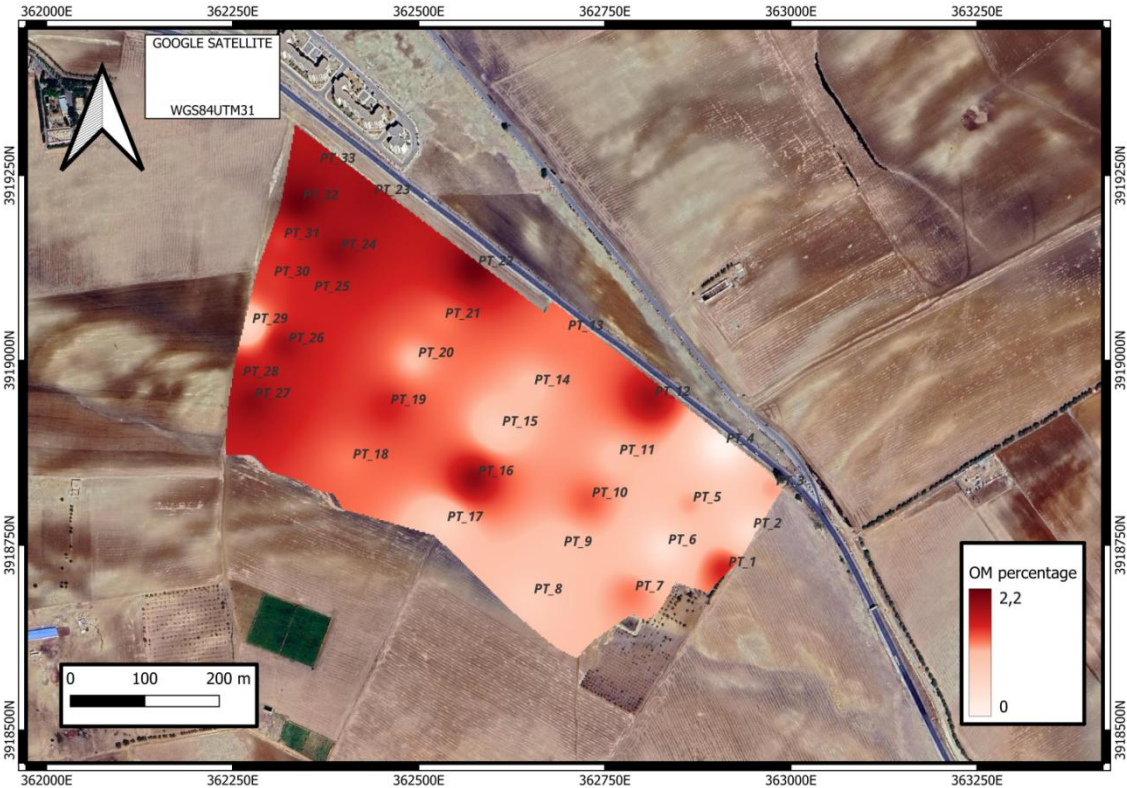 362000E 362250E 362500E 362750E 363000E 363250E
GOOGLE SATELLITE
WGS84UTM31
3919250N 3919250N
PT_33
PT_32 PT_23
PT_31 PT_24
PT_22
PT_30
PT_25
PT_29 PT_21
PT_13
PT_26
PT_20
3919000N 3919000N
PT_28 PT_14
PT_27 PT_12
PT_19
PT_15
PT_4
PT_18 PT_11
PT_16
PT_3
PT_10 PT_5
PT_17 PT_2
PT_9 PT_6
3918750N 3918750N
PT_1
PT_8 PT_7
OM percentage
2,2
0
0 100 200 m
3918500N 3918500N
362000E 362250E 362500E 362750E 363000E 363250E